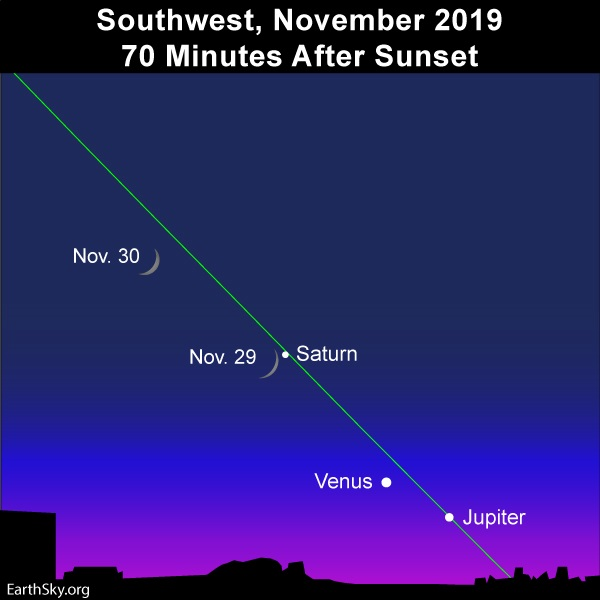 Southwest, November 2019
70 Minutes After Sunset
Nov. 30
Nov. 29
Saturn
Venus
Jupiter
EarthSky.org